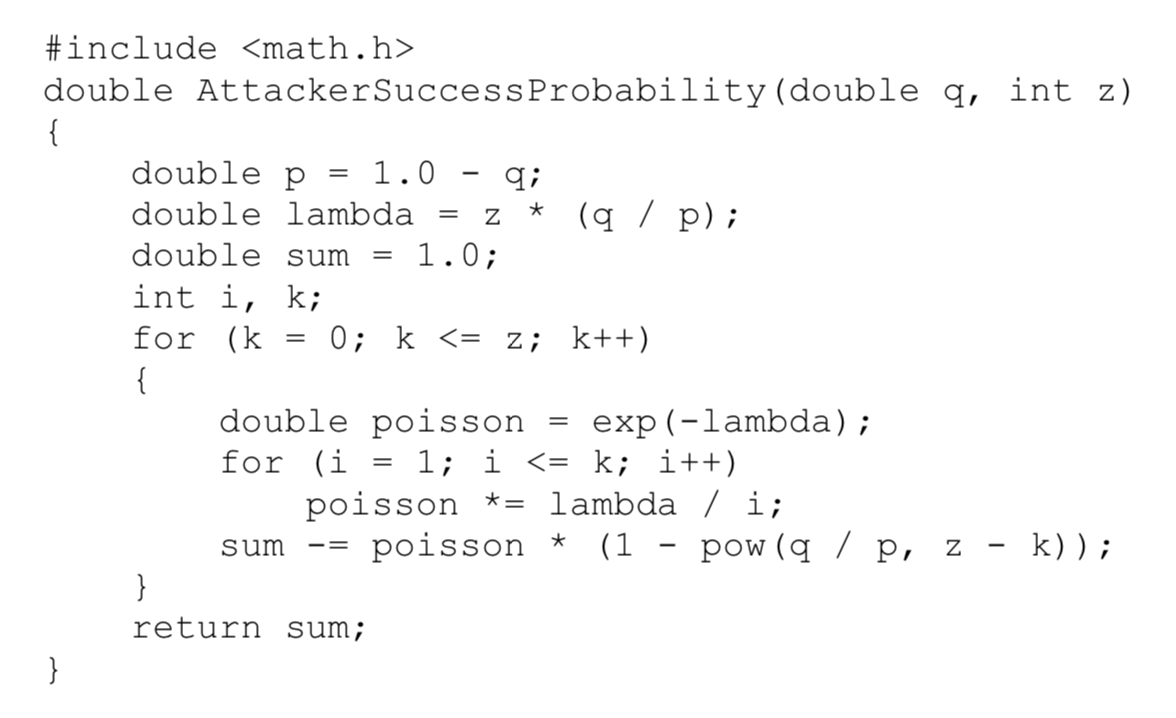 #include <math.h>
double AttackerSuccessProbability(double q, int z)
{
    double p = 1.0 - q;
    double lambda = z * (q / p);
    double sum = 1.0;
    int i, k;
    for (k = 0; k <= z; k++)
    {
        double poisson = exp(-lambda);
        for (i = 1; i <= k; i++)
            poisson *= lambda / i;
        sum -= poisson * (1 - pow(q / p, z - k));
    }
    return sum;
}